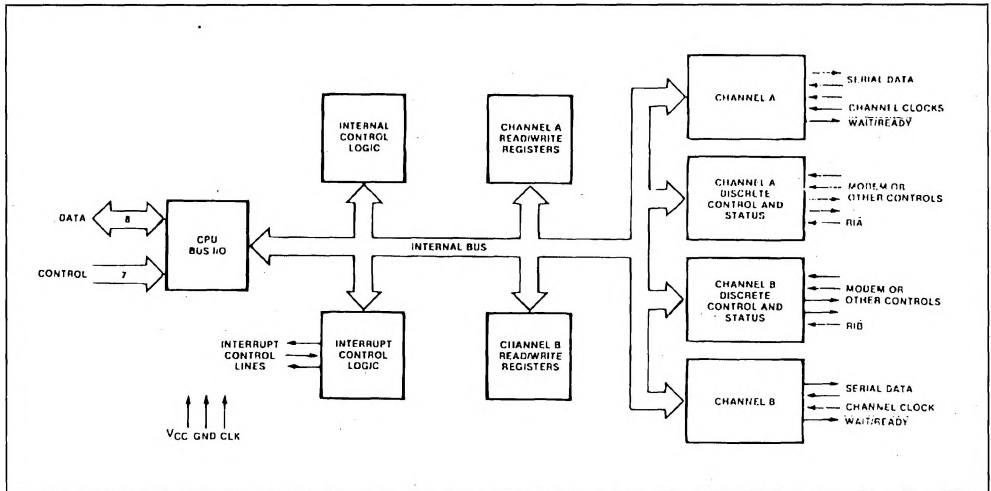 INTERNAL
CONTROL
LOGIC
CHANNEL A
READ/WRITE
REGISTERS
CHANNEL A
SERIAL DATA
CHANNEL CLOCKS
WAIT/READY
CHANNEL A
DISCRETE
CONTROL AND
STATUS
MODEM OR
OTHER CONTROLS
RIA
DATA
8
CPU
BUS I/O
CONTROL
7
INTERNAL BUS
CHANNEL B
DISCRETE
CONTROL AND
STATUS
MODEM OR
OTHER CONTROLS
RIB
INTERRUPT
CONTROL
LINES
INTERRUPT
CONTROL
LOGIC
CHANNEL B
READ/WRITE
REGISTERS
CHANNEL B
SERIAL DATA
CHANNEL CLOCK
WAIT/READY
VCC GND CLK